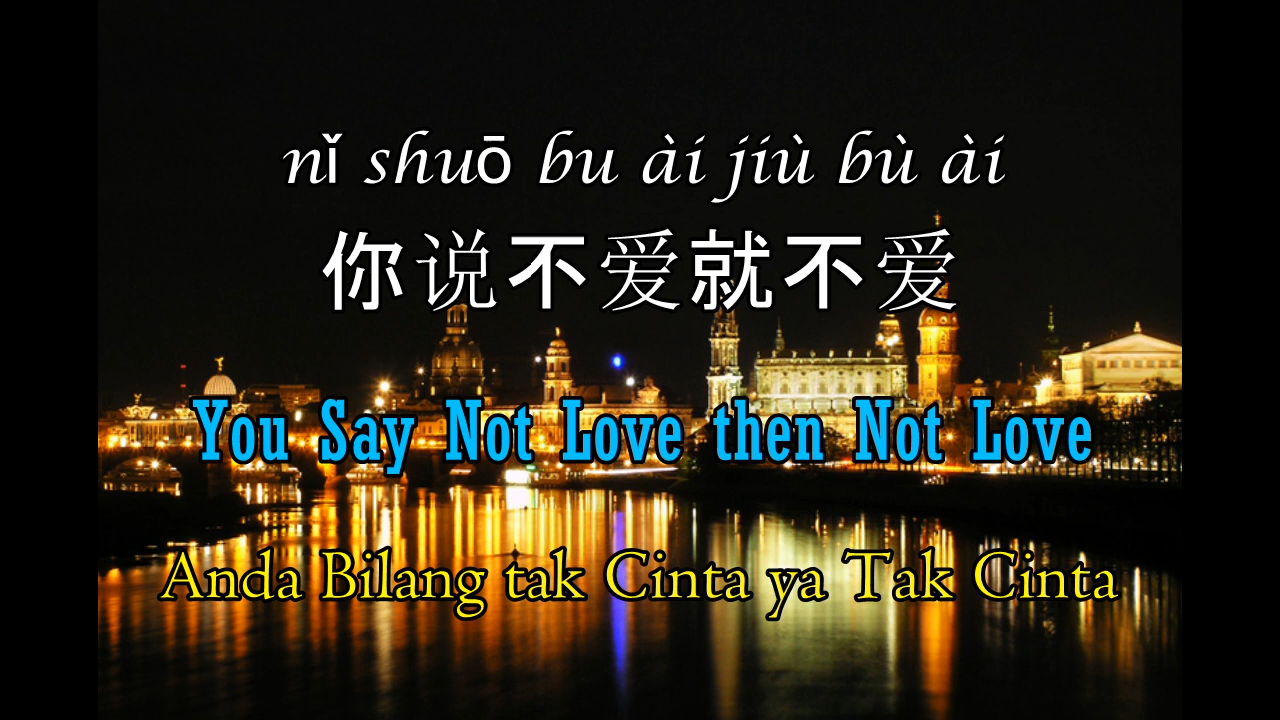 nǐ shuō bu ài jiù bù ài
你说不爱就不爱
You Say Not Love then Not Love
Anda Bilang tak Cinta ya Tak Cinta